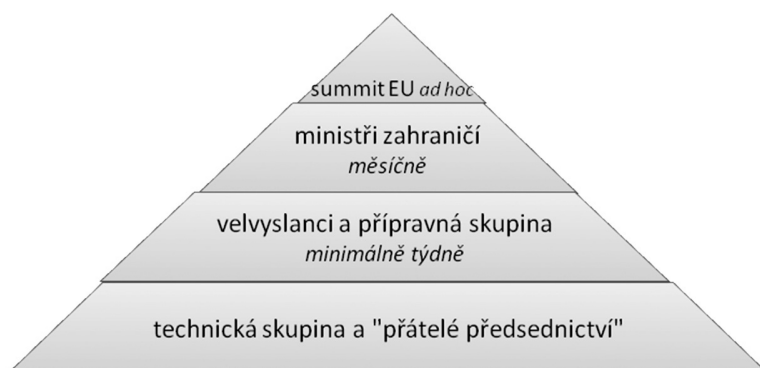 summit EU ad hoc
ministři zahraničí
měsíčně
velvyslanci a přípravná skupina
minimálně týdně
technická skupina a "přátelé předsednictví"